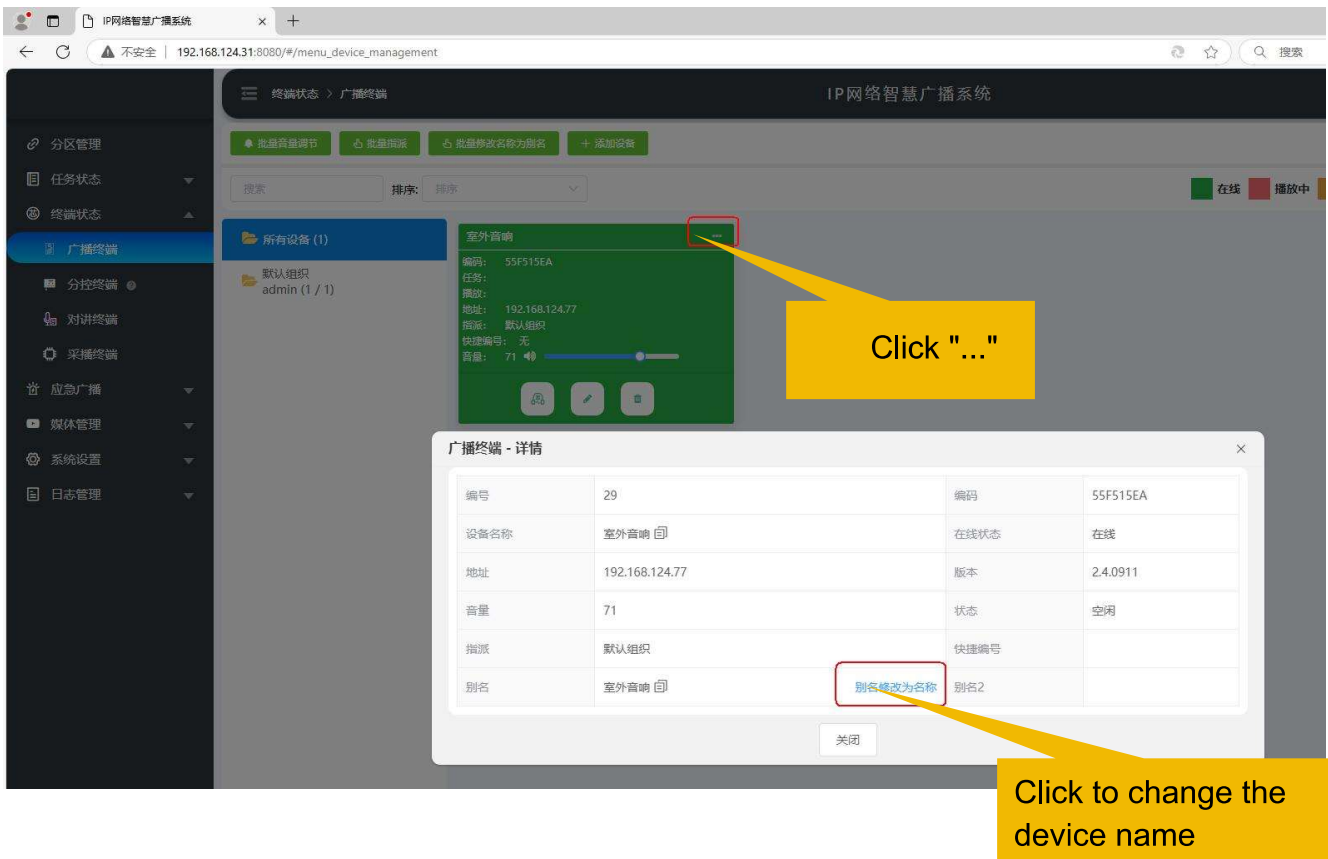 IP网络智慧广播系统
不安全 | 192.168.124.31:8080/#/menu_device_management
搜索
终端状态 > 广播终端
IP网络智慧广播系统
分区管理
任务状态
终端状态
广播终端
分控终端
对讲终端
采播终端
应急广播
媒体管理
系统设置
日志管理
批量音量调节
批量指派
批量修改名称为别名
+ 添加设备
搜索
排序: 排序
在线
播放中
所有设备 (1)
默认组织
admin (1 / 1)
室外音响 ...
编码: 55F515EA
任务:
播放:
地址: 192.168.124.77
指派: 默认组织
快捷编号: 无
音量: 71
Click "..."
广播终端 - 详情
编号 29 编码 55F515EA
设备名称 室外音响 在线状态 在线
地址 192.168.124.77 版本 2.4.0911
音量 71 状态 空闲
指派 默认组织 快捷编号
别名 室外音响 别名修改为名称 别名2
关闭
Click to change the
device name